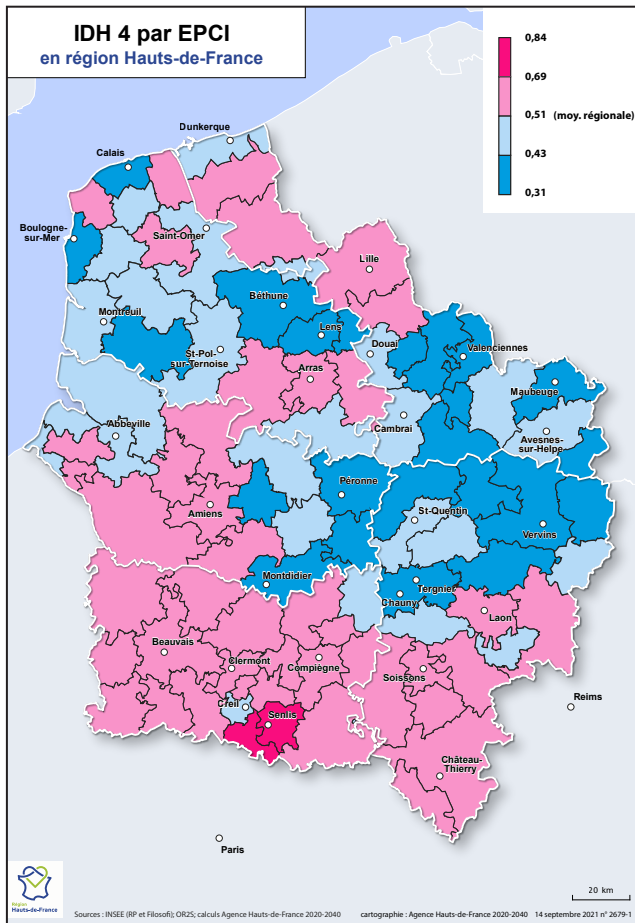 IDH 4 par EPCI
en région Hauts-de-France
0,84
0,69
0,51 (moy. régionale)
0,43
0,31
Dunkerque
Calais
Boulogne-
sur-Mer
Saint-Omer
Lille
Béthune
Montreuil
Lens
Douai
Valenciennes
St-Pol-
sur-Ternoise
Arras
Maubeuge
Abbeville
Cambrai
Avesnes-
sur-Helpe
Péronne
Amiens
St-Quentin
Vervins
Montdidier
Tergnier
Chauny
Laon
Beauvais
Clermont
Compiègne
Soissons
Creil
Senlis
Reims
Château-
Thierry
Paris
20 km
Région
Hauts-de-France
Sources : INSEE (RP et Filosofi); OR2S; calculs Agence Hauts-de-France 2020-2040
cartographie : Agence Hauts-de-France 2020-2040 14 septembre 2021 n° 2679-1